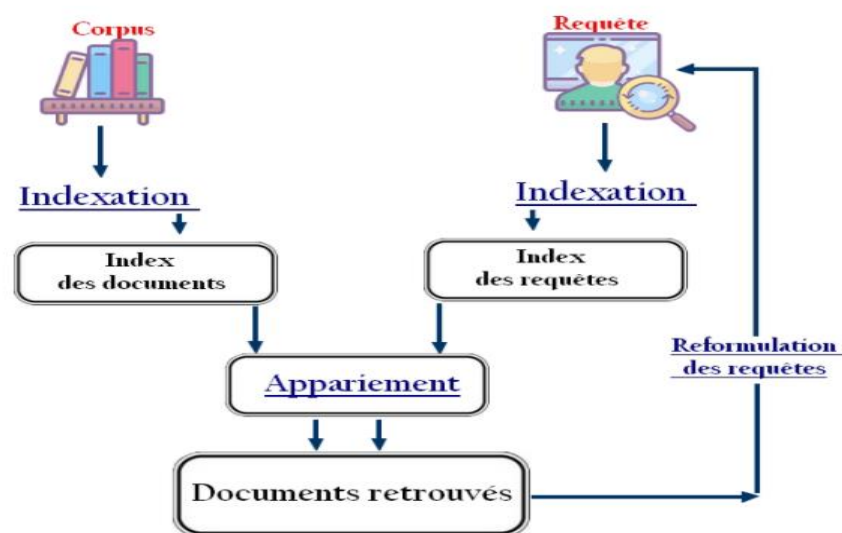 Corpus
Requête
Indexation
Indexation
Index
des documents
Index
des requêtes
Appariement
Reformulation
des requêtes
Documents retrouvés